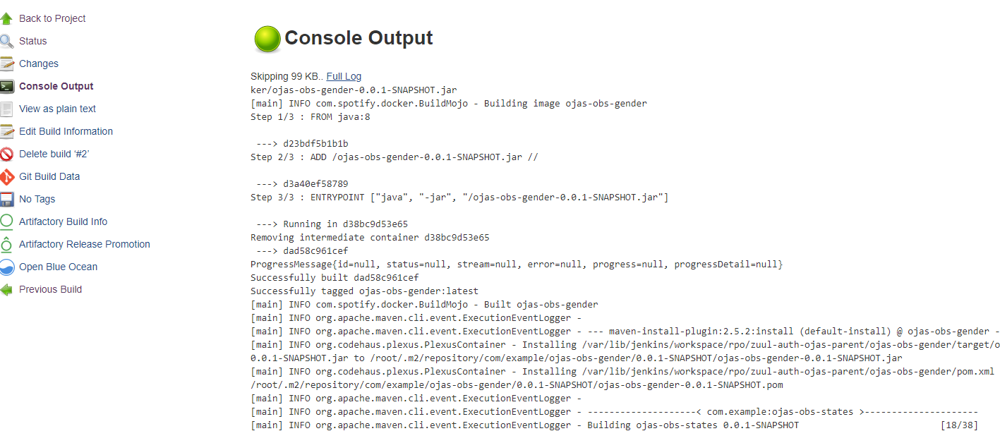 Back to Project
Status
Changes
Console Output
View as plain text
Edit Build Information
Delete build ‘#2’
Git Build Data
No Tags
Artifactory Build Info
Artifactory Release Promotion
Open Blue Ocean
Previous Build
Console Output
Skipping 99 KB.. Full Log
ker/ojas-obs-gender-0.0.1-SNAPSHOT.jar
[main] INFO com.spotify.docker.BuildMojo - Building image ojas-obs-gender
Step 1/3 : FROM java:8
---> d23bdf5b1b1b
Step 2/3 : ADD /ojas-obs-gender-0.0.1-SNAPSHOT.jar //
---> d3a40ef58789
Step 3/3 : ENTRYPOINT ["java", "-jar", "/ojas-obs-gender-0.0.1-SNAPSHOT.jar"]
---> Running in d38bc9d53e65
Removing intermediate container d38bc9d53e65
---> dad58c961cef
ProgressMessage{id=null, status=null, stream=null, error=null, progress=null, progressDetail=null}
Successfully built dad58c961cef
Successfully tagged ojas-obs-gender:latest
[main] INFO com.spotify.docker.BuildMojo - Built ojas-obs-gender
[main] INFO org.apache.maven.cli.event.ExecutionEventLogger -
[main] INFO org.apache.maven.cli.event.ExecutionEventLogger - --- maven-install-plugin:2.5.2:install (default-install) @ ojas-obs-gender -
[main] INFO org.codehaus.plexus.PlexusContainer - Installing /var/lib/jenkins/workspace/rpo/zuul-auth-ojas-parent/ojas-obs-gender/target/o
0.0.1-SNAPSHOT.jar to /root/.m2/repository/com/example/ojas-obs-gender/0.0.1-SNAPSHOT/ojas-obs-gender-0.0.1-SNAPSHOT.jar
[main] INFO org.codehaus.plexus.PlexusContainer - Installing /var/lib/jenkins/workspace/rpo/zuul-auth-ojas-parent/ojas-obs-gender/pom.xml
/root/.m2/repository/com/example/ojas-obs-gender/0.0.1-SNAPSHOT/ojas-obs-gender-0.0.1-SNAPSHOT.pom
[main] INFO org.apache.maven.cli.event.ExecutionEventLogger -
[main] INFO org.apache.maven.cli.event.ExecutionEventLogger - --------------------< com.example:ojas-obs-states >---------------------
[main] INFO org.apache.maven.cli.event.ExecutionEventLogger - Building ojas-obs-states 0.0.1-SNAPSHOT [18/38]